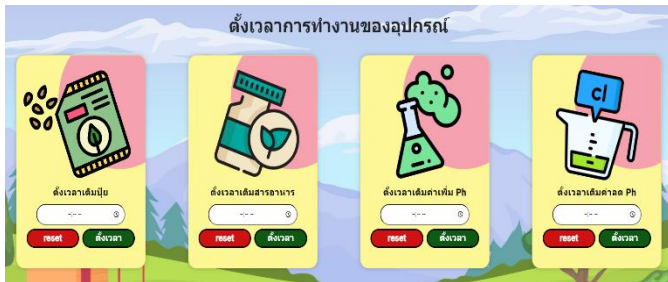 ตั้งเวลาการทำงานของอุปกรณ์
cl
ตั้งเวลาเติมปุ๋ย
ตั้งเวลาเติมสารอาหาร
ตั้งเวลาเติมค่าเพิ่ม Ph
ตั้งเวลาเติมค่าลด Ph
--:-- --:-- --:-- --:--
reset ตั้งเวลา reset ตั้งเวลา reset ตั้งเวลา reset ตั้งเวลา